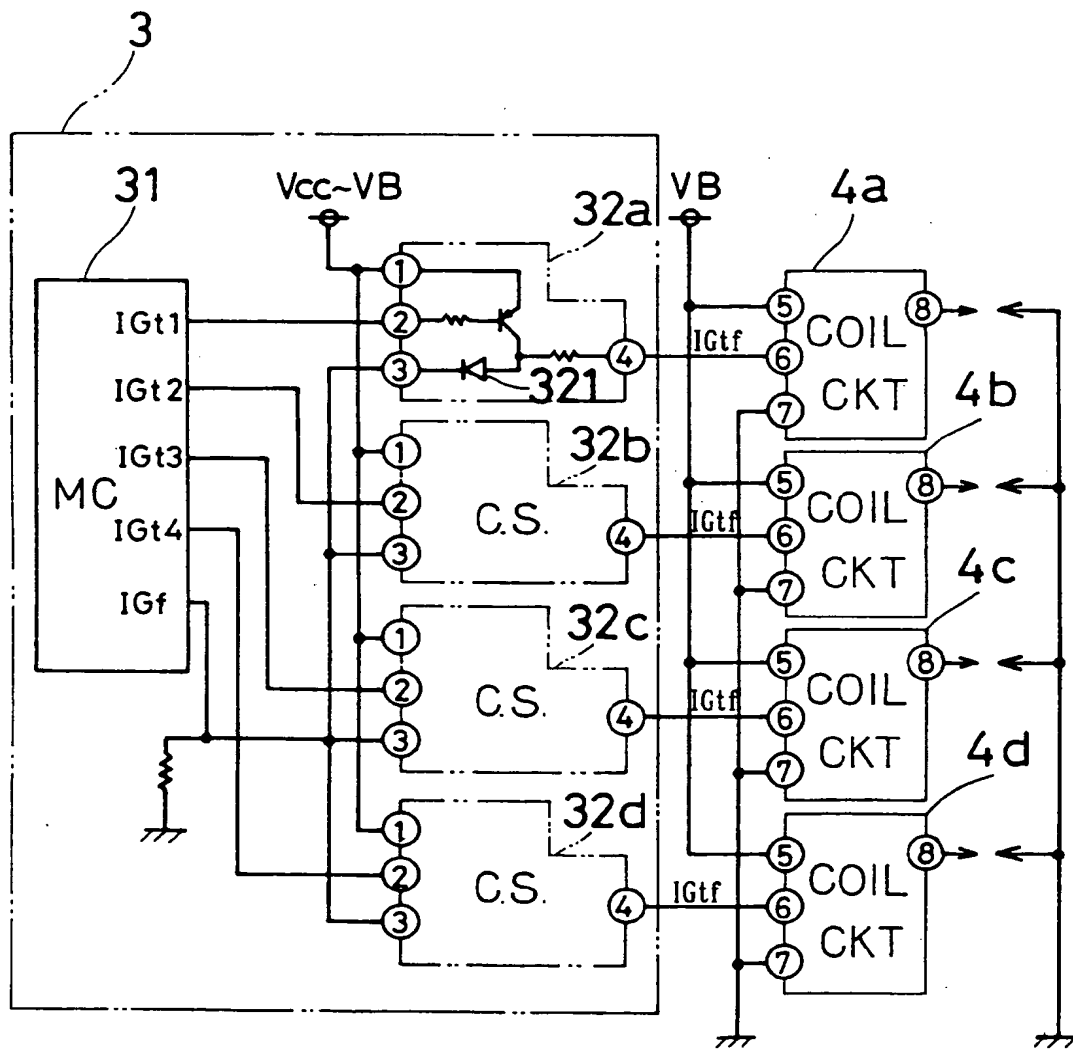 3
31
Vcc~VB
32a
VB
4a
MC
IGt1
IGt2
IGt3
IGt4
IGf
1
2
3
4
321
IGtf
5
6
7
8
COIL
CKT
32b
1
2
3
4
C.S.
IGtf
4b
5
6
7
8
COIL
CKT
32c
1
2
3
4
C.S.
IGtf
4c
5
6
7
8
COIL
CKT
32d
1
2
3
4
C.S.
IGtf
4d
5
6
7
8
COIL
CKT